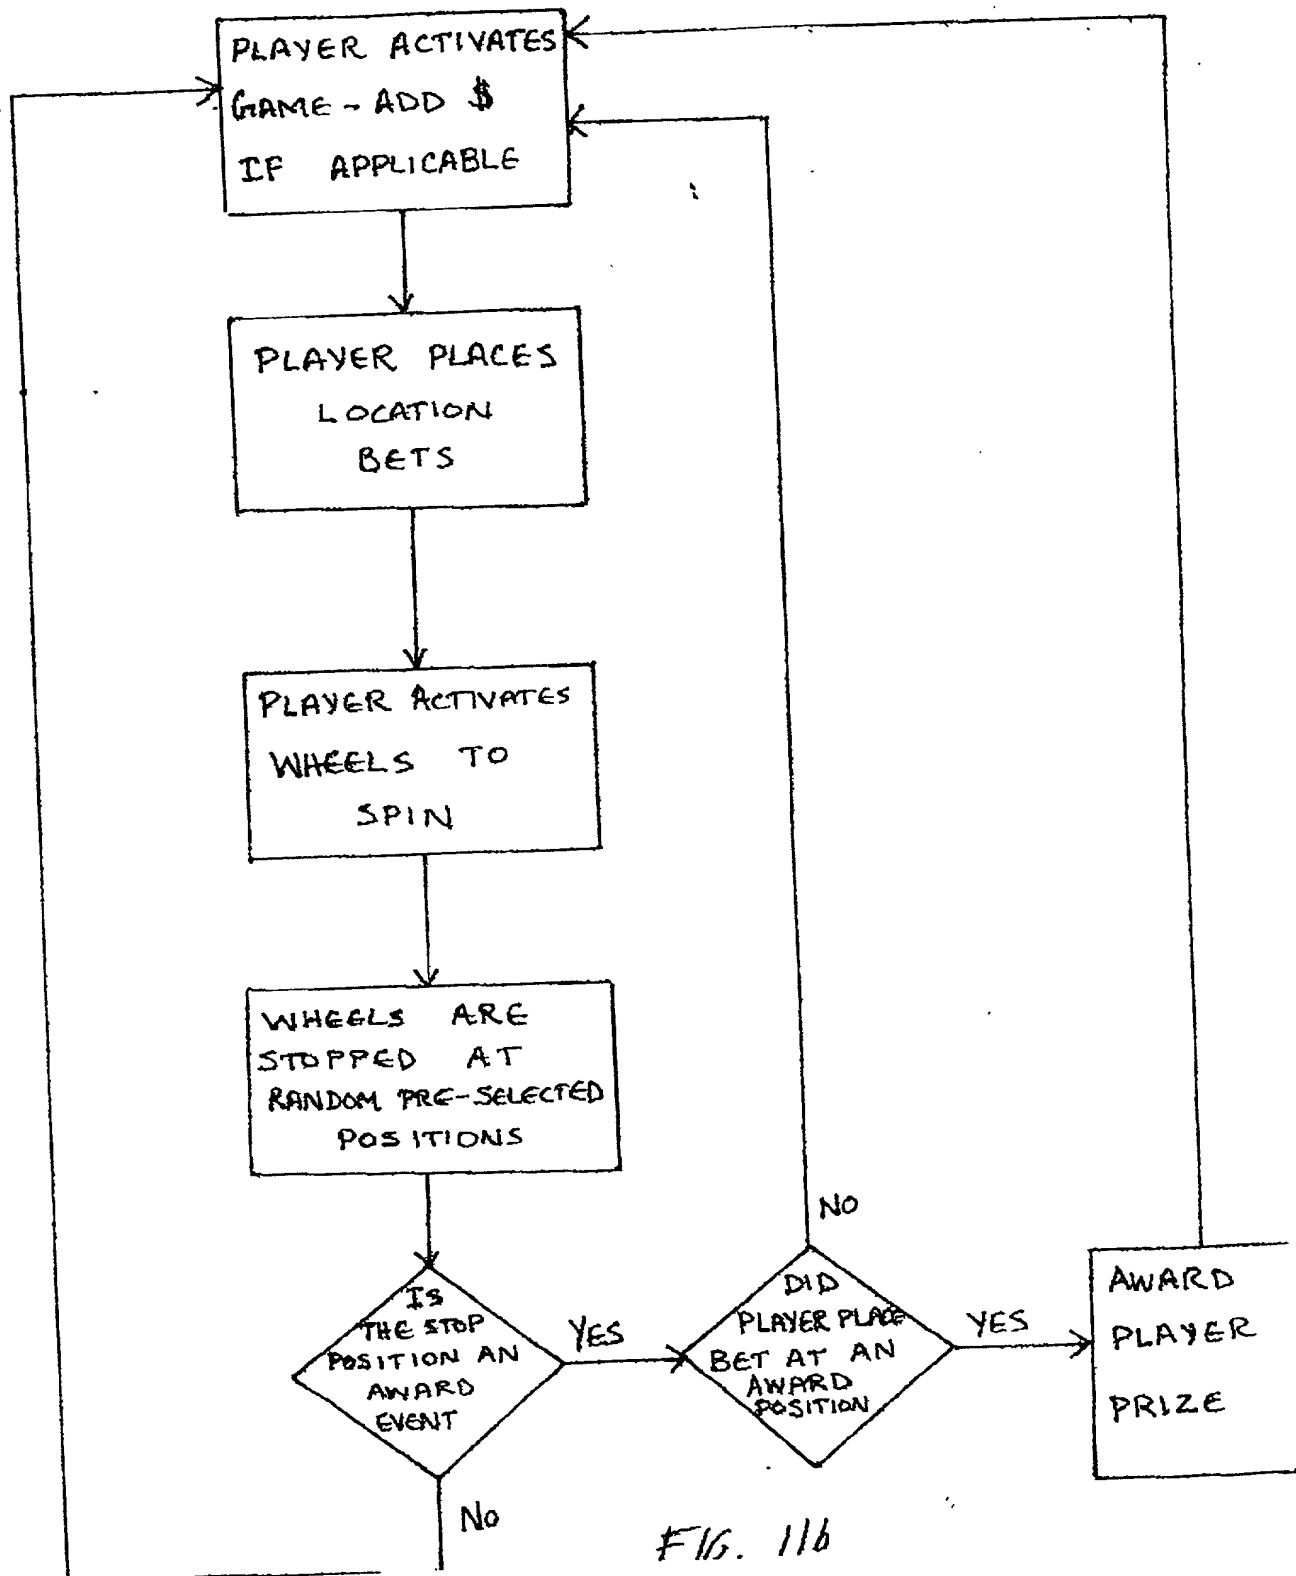 PLAYER ACTIVATES
GAME - ADD $
IF APPLICABLE
PLAYER PLACES
LOCATION
BETS
PLAYER ACTIVATES
WHEELS TO
SPIN
WHEELS ARE
STOPPED AT
RANDOM PRE-SELECTED
POSITIONS
IS
THE STOP
POSITION AN
AWARD
EVENT
YES
NO
DID
PLAYER PLACE
BET AT AN
AWARD
POSITION
NO
YES
AWARD
PLAYER
PRIZE
FIG. 11b